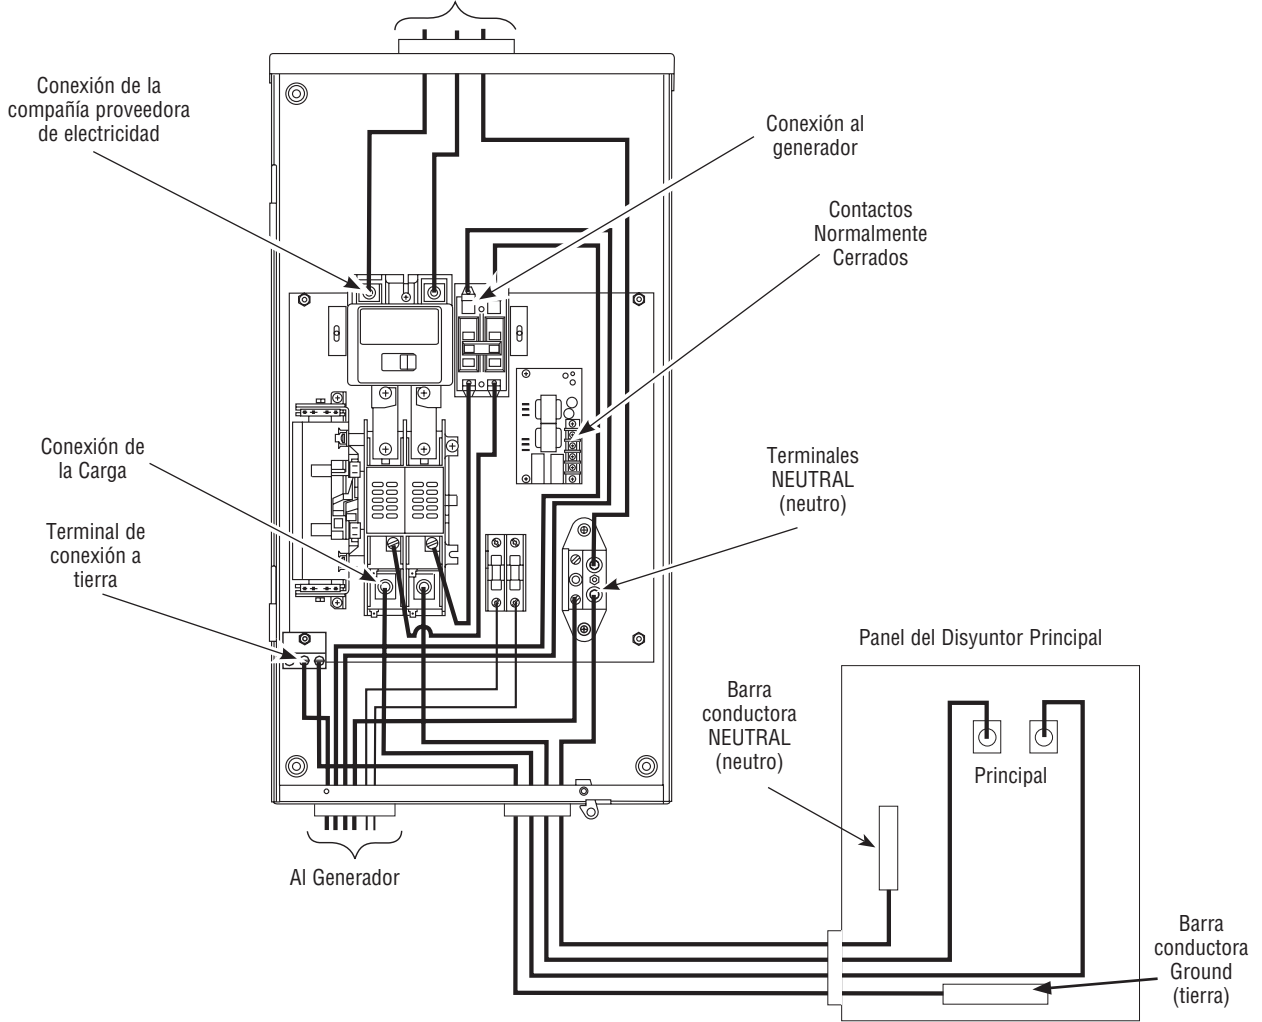 Conexión de la
compañía proveedora
de electricidad
Conexión al
generador
Contactos
Normalmente
Cerrados
Conexión de
la Carga
Terminales
NEUTRAL
(neutro)
Terminal de
conexión a
tierra
Panel del Disyuntor Principal
Barra
conductora
NEUTRAL
(neutro)
Principal
Al Generador
Barra
conductora
Ground
(tierra)